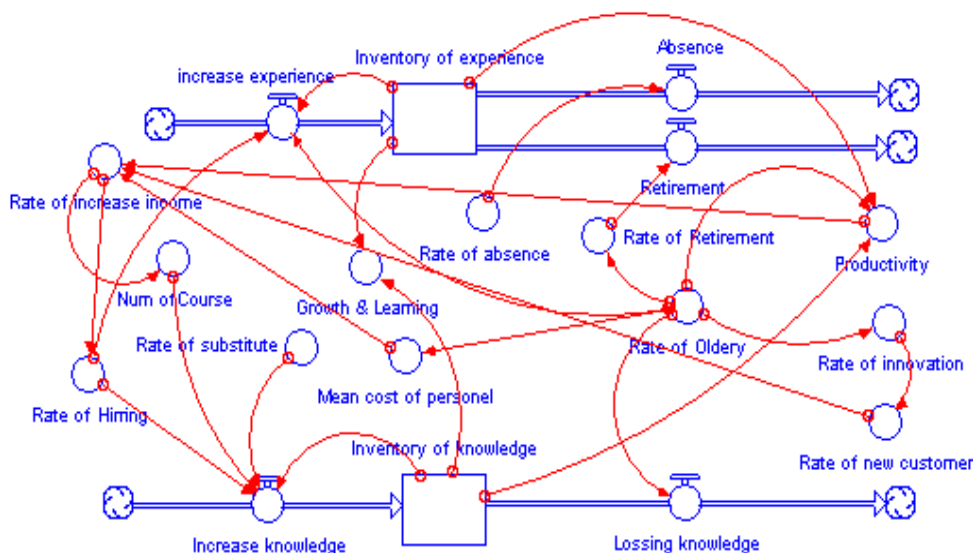 Absence
Inventory of experience
increase experience
Retirement
Rate of increase income
Rate of absence
Rate of Retirement
Productivity
Num of Course
Growth & Learning
Rate of substitute
Rate of Oldery
Rate of innovation
Mean cost of personel
Rate of Hirring
Inventory of knowledge
Rate of new customer
Increase knowledge
Lossing knowledge